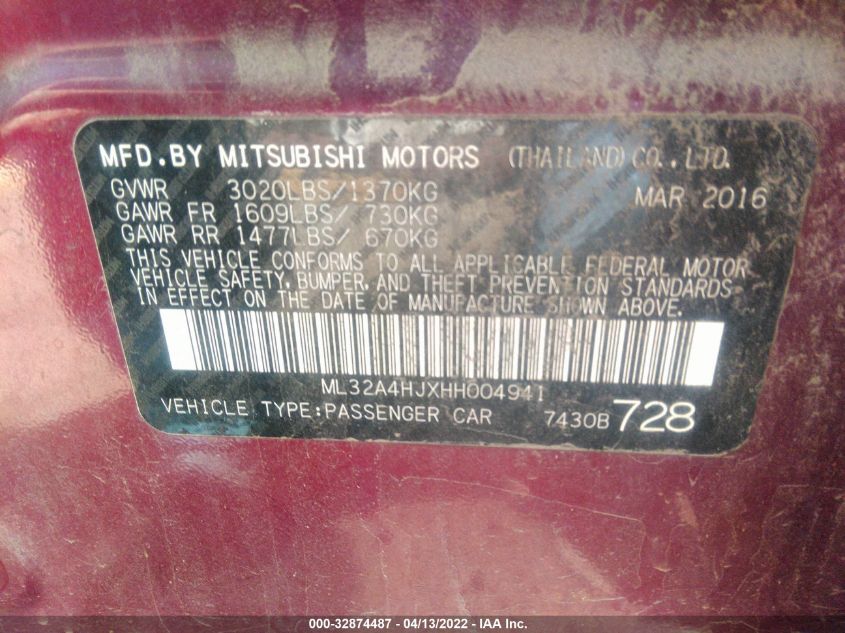 MFD.BY MITSUBISHI MOTORS (THAILAND) CO.,LTD.
GVWR 3020LBS/1370KG MAR 2016
GAWR FR 1609LBS/ 730KG
GAWR RR 1477LBS/ 670KG
THIS VEHICLE CONFORMS TO ALL APPLICABLE FEDERAL MOTOR
VEHICLE SAFETY, BUMPER, AND THEFT PREVENTION STANDARDS
IN EFFECT ON THE DATE OF MANUFACTURE SHOWN ABOVE.
ML32A4HJXHH004941
VEHICLE TYPE:PASSENGER CAR 7430B 728
000-32874487 - 04/13/2022 - IAA Inc.